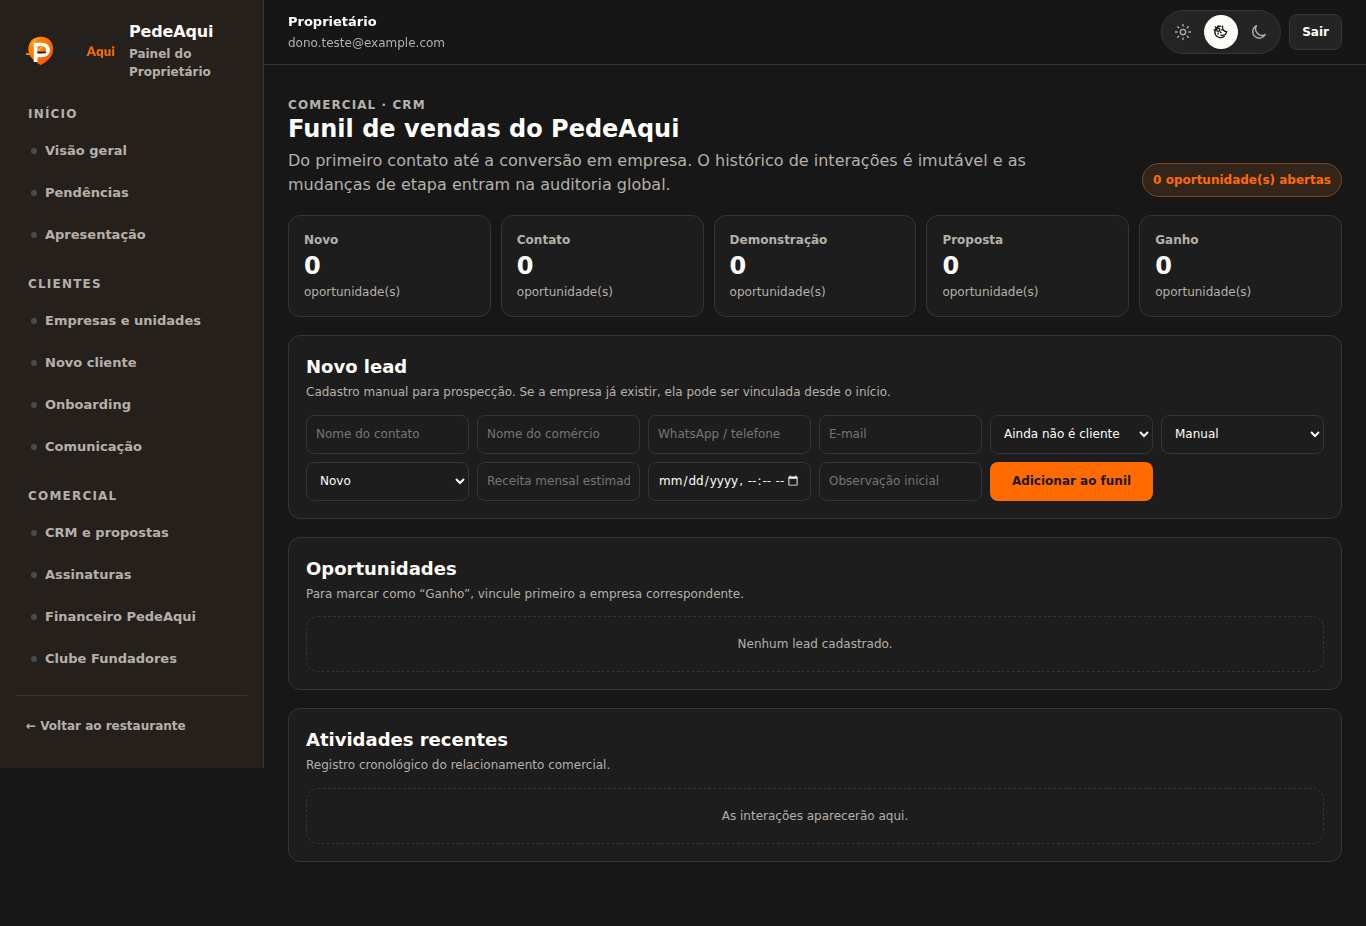 P
Aqui
PedeAqui
Painel do
Proprietário
INÍCIO
Visão geral
Pendências
Apresentação
CLIENTES
Empresas e unidades
Novo cliente
Onboarding
Comunicação
COMERCIAL
CRM e propostas
Assinaturas
Financeiro PedeAqui
Clube Fundadores
← Voltar ao restaurante
Proprietário
dono.teste@example.com
Sair
COMERCIAL · CRM
Funil de vendas do PedeAqui
Do primeiro contato até a conversão em empresa. O histórico de interações é imutável e as
mudanças de etapa entram na auditoria global.
0 oportunidade(s) abertas
Novo
0
oportunidade(s)
Contato
0
oportunidade(s)
Demonstração
0
oportunidade(s)
Proposta
0
oportunidade(s)
Ganho
0
oportunidade(s)
Novo lead
Cadastro manual para prospecção. Se a empresa já existir, ela pode ser vinculada desde o início.
Nome do contato
Nome do comércio
WhatsApp / telefone
E-mail
Ainda não é cliente
Manual
Novo
Receita mensal estimad
mm/dd/yyyy, --:-- --
Observação inicial
Adicionar ao funil
Oportunidades
Para marcar como “Ganho”, vincule primeiro a empresa correspondente.
Nenhum lead cadastrado.
Atividades recentes
Registro cronológico do relacionamento comercial.
As interações aparecerão aqui.